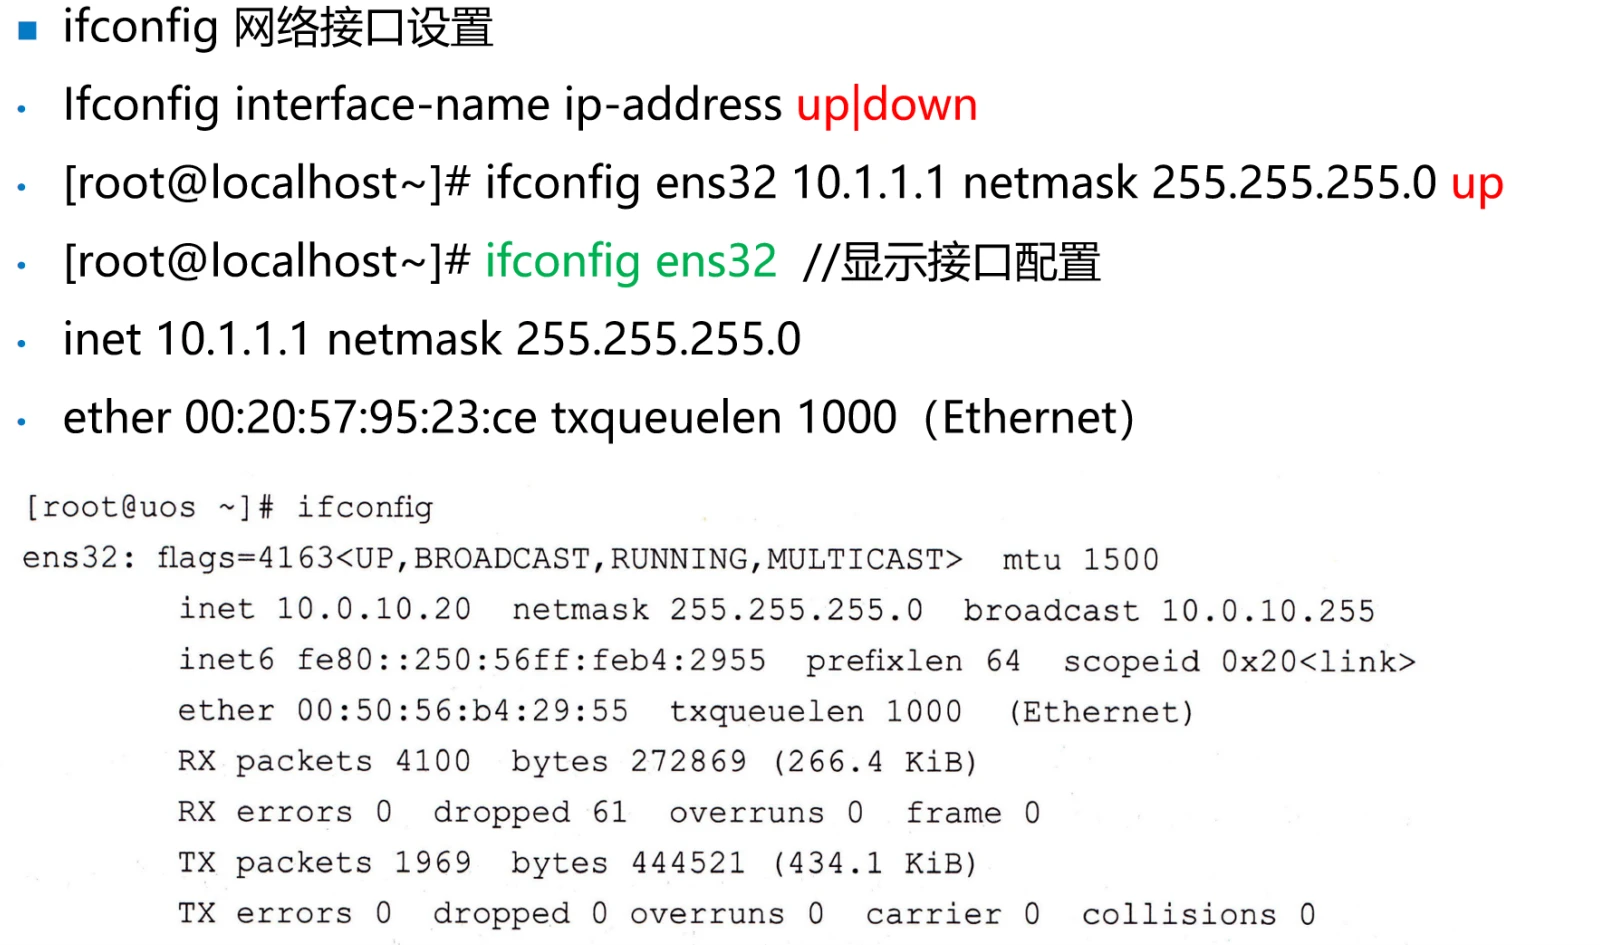 ifconfig 网络接口设置
Ifconfig interface-name ip-address up|down
[root@localhost~]# ifconfig ens32 10.1.1.1 netmask 255.255.255.0 up
[root@localhost~]# ifconfig ens32 //显示接口配置
inet 10.1.1.1 netmask 255.255.255.0
ether 00:20:57:95:23:ce txqueuelen 1000（Ethernet）
[root@uos ~]# ifconfig
ens32: flags=4163<UP,BROADCAST,RUNNING,MULTICAST>  mtu 1500
inet 10.0.10.20  netmask 255.255.255.0  broadcast 10.0.10.255
inet6 fe80::250:56ff:feb4:2955  prefixlen 64  scopeid 0x20<link>
ether 00:50:56:b4:29:55  txqueuelen 1000  (Ethernet)
RX packets 4100  bytes 272869 (266.4 KiB)
RX errors 0  dropped 61  overruns 0  frame 0
TX packets 1969  bytes 444521 (434.1 KiB)
TX errors 0  dropped 0 overruns 0  carrier 0  collisions 0